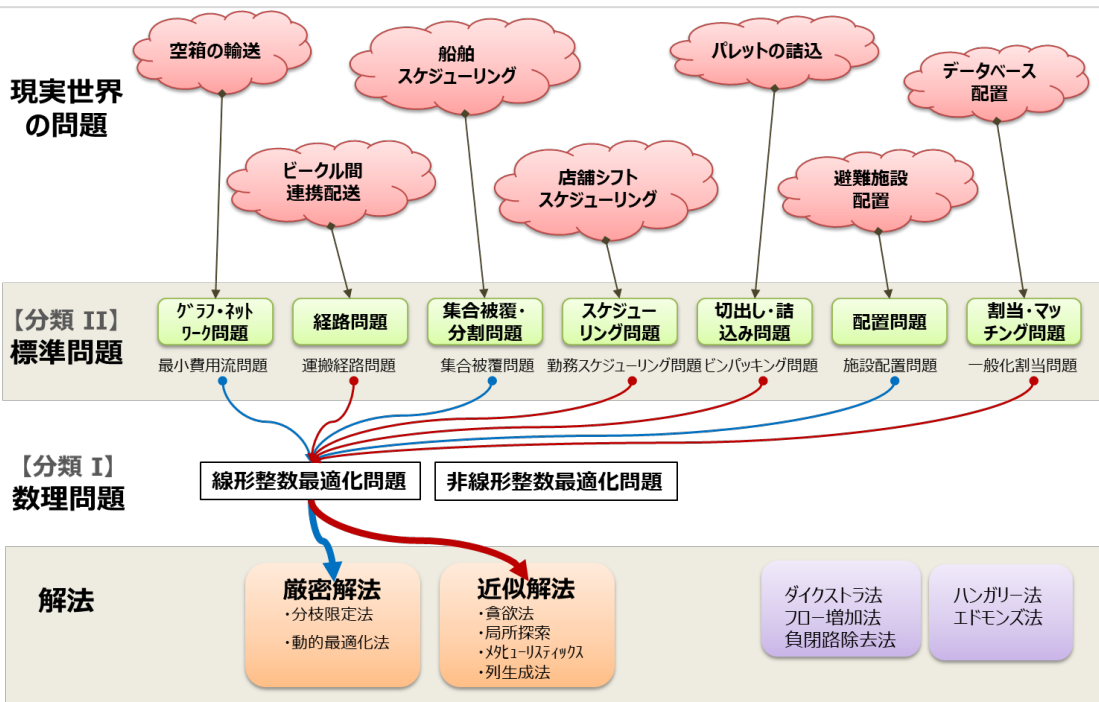 現実世界
の問題
空箱の輸送
船舶
スケジューリング
パレットの詰込
データベース
配置
ビークル間
連携配送
店舗シフト
スケジューリング
避難施設
配置
【分類 II】
標準問題
グラフ・ネット
ワーク問題
経路問題
集合被覆・
分割問題
スケジュー
リング問題
切出し・詰
込み問題
配置問題
割当・マッ
チング問題
最小費用流問題
運搬経路問題
集合被覆問題
勤務スケジューリング問題
ビンパッキング問題
施設配置問題
一般化割当問題
【分類 I】
数理問題
線形整数最適化問題
非線形整数最適化問題
解法
厳密解法
・分枝限定法
・動的最適化法
近似解法
・貪欲法
・局所探索
・メタヒューリスティックス
・列生成法
ダイクストラ法
フロー増加法
負閉路除去法
ハンガリー法
エドモンズ法